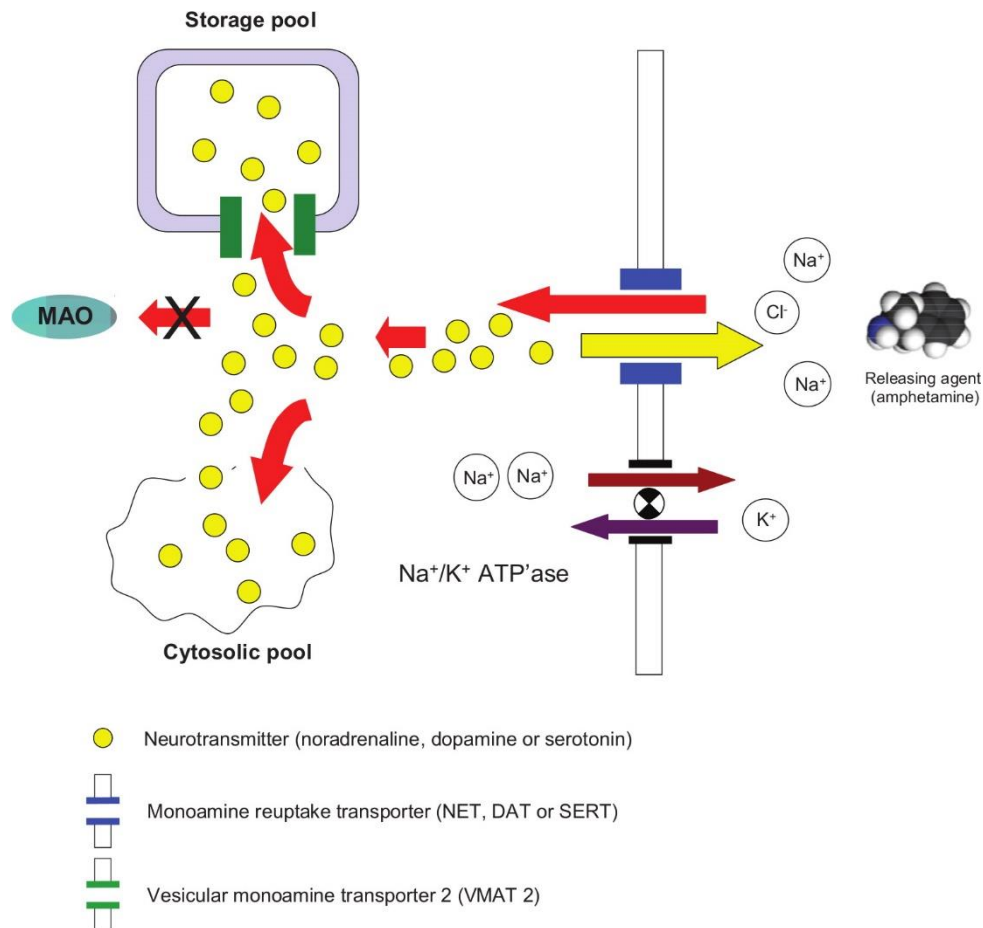 Storage pool
MAO
Na⁺
Cl⁻
Na⁺
Releasing agent
(amphetamine)
Na⁺
Na⁺
K⁺
Na⁺/K⁺ ATP’ase
Cytosolic pool
Neurotransmitter (noradrenaline, dopamine or serotonin)
Monoamine reuptake transporter (NET, DAT or SERT)
Vesicular monoamine transporter 2 (VMAT 2)